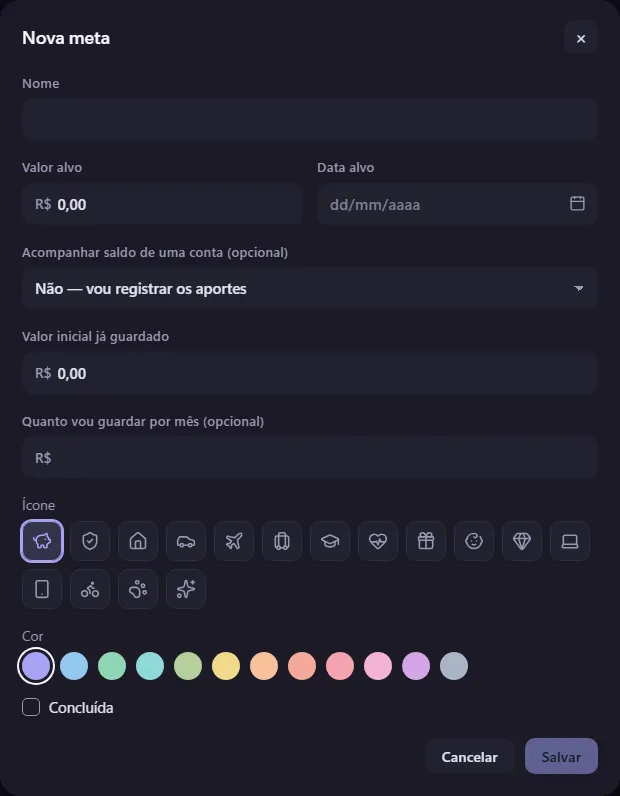 Nova meta
Nome
Valor alvo
Data alvo
R$ 0,00
dd/mm/aaaa
Acompanhar saldo de uma conta (opcional)
Não — vou registrar os aportes
Valor inicial já guardado
R$ 0,00
Quanto vou guardar por mês (opcional)
R$
Ícone
Cor
Concluída
Cancelar
Salvar